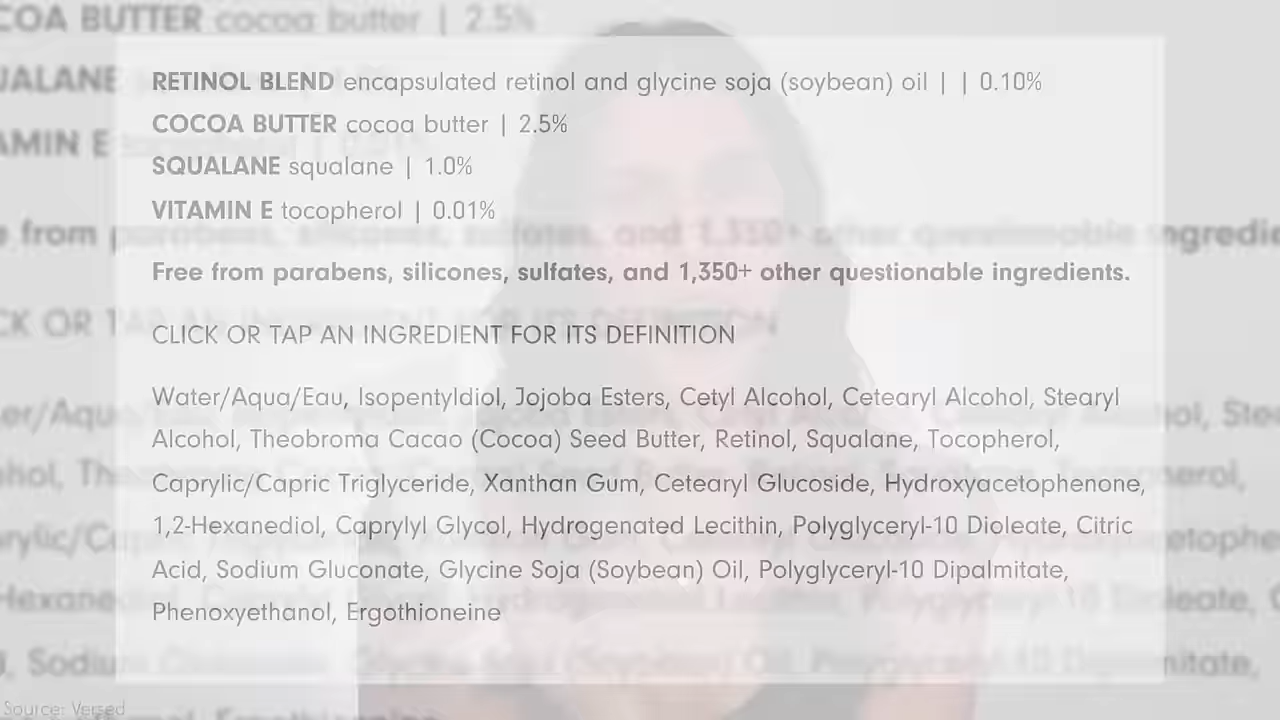 RETINOL BLEND encapsulated retinol and glycine soja (soybean) oil | | 0.10%
COCOA BUTTER cocoa butter | 2.5%
SQUALANE squalane | 1.0%
VITAMIN E tocopherol | 0.01%
Free from parabens, silicones, sulfates, and 1,350+ other questionable ingredients.
CLICK OR TAP AN INGREDIENT FOR ITS DEFINITION
Water/Aqua/Eau, Isopentyldiol, Jojoba Esters, Cetyl Alcohol, Cetearyl Alcohol, Stearyl
Alcohol, Theobroma Cacao (Cocoa) Seed Butter, Retinol, Squalane, Tocopherol,
Caprylic/Capric Triglyceride, Xanthan Gum, Cetearyl Glucoside, Hydroxyacetophenone,
1,2-Hexanediol, Caprylyl Glycol, Hydrogenated Lecithin, Polyglyceryl-10 Dioleate, Citric
Acid, Sodium Gluconate, Glycine Soja (Soybean) Oil, Polyglyceryl-10 Dipalmitate,
Phenoxyethanol, Ergothioneine
Source: Versed